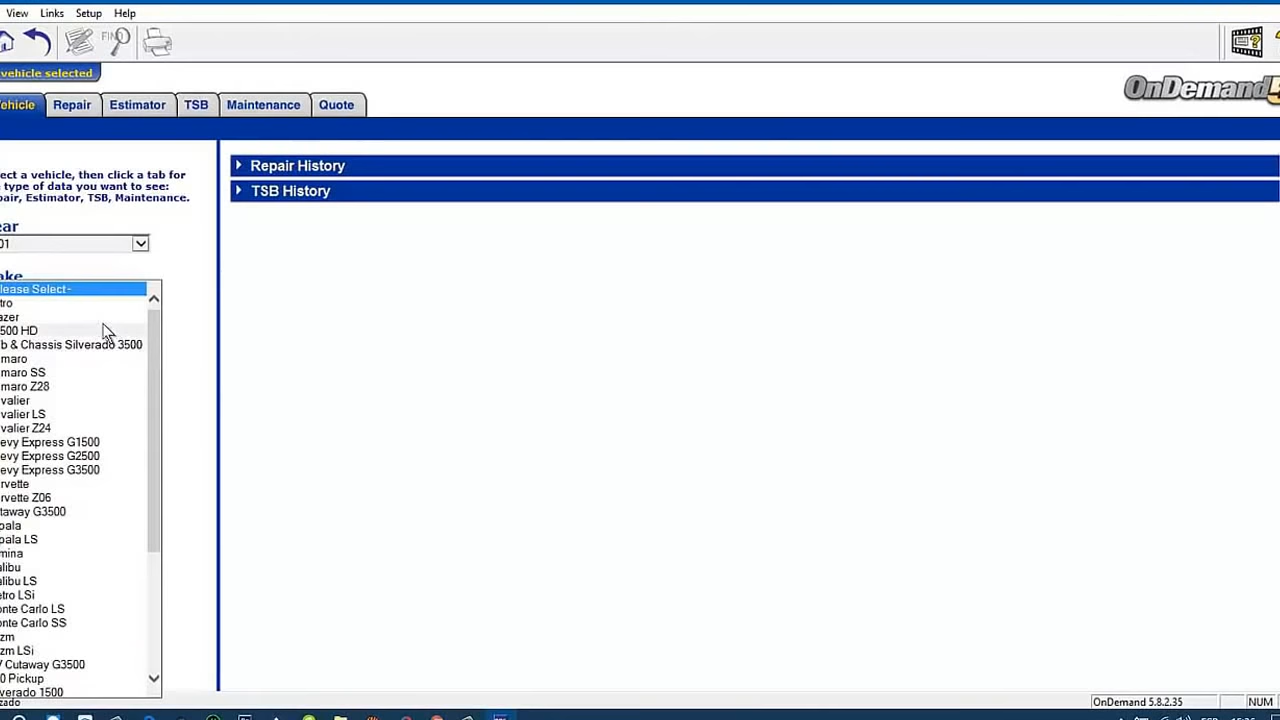 View Links Setup Help
FIND
vehicle selected
OnDemand5
ehicle Repair Estimator TSB Maintenance Quote
ect a vehicle, then click a tab for
type of data you want to see:
pair, Estimator, TSB, Maintenance.
Repair History
TSB History
ear
01
ake
lease Select-
tro
azer
500 HD
b & Chassis Silverado 3500
maro
maro SS
maro Z28
valier
valier LS
valier Z24
evy Express G1500
evy Express G2500
evy Express G3500
rvette
rvette Z06
taway G3500
pala
pala LS
mina
alibu
alibu LS
etro LSi
onte Carlo LS
onte Carlo SS
zm
zm LSi
V Cutaway G3500
0 Pickup
verado 1500
zado
OnDemand 5.8.2.35
NUM